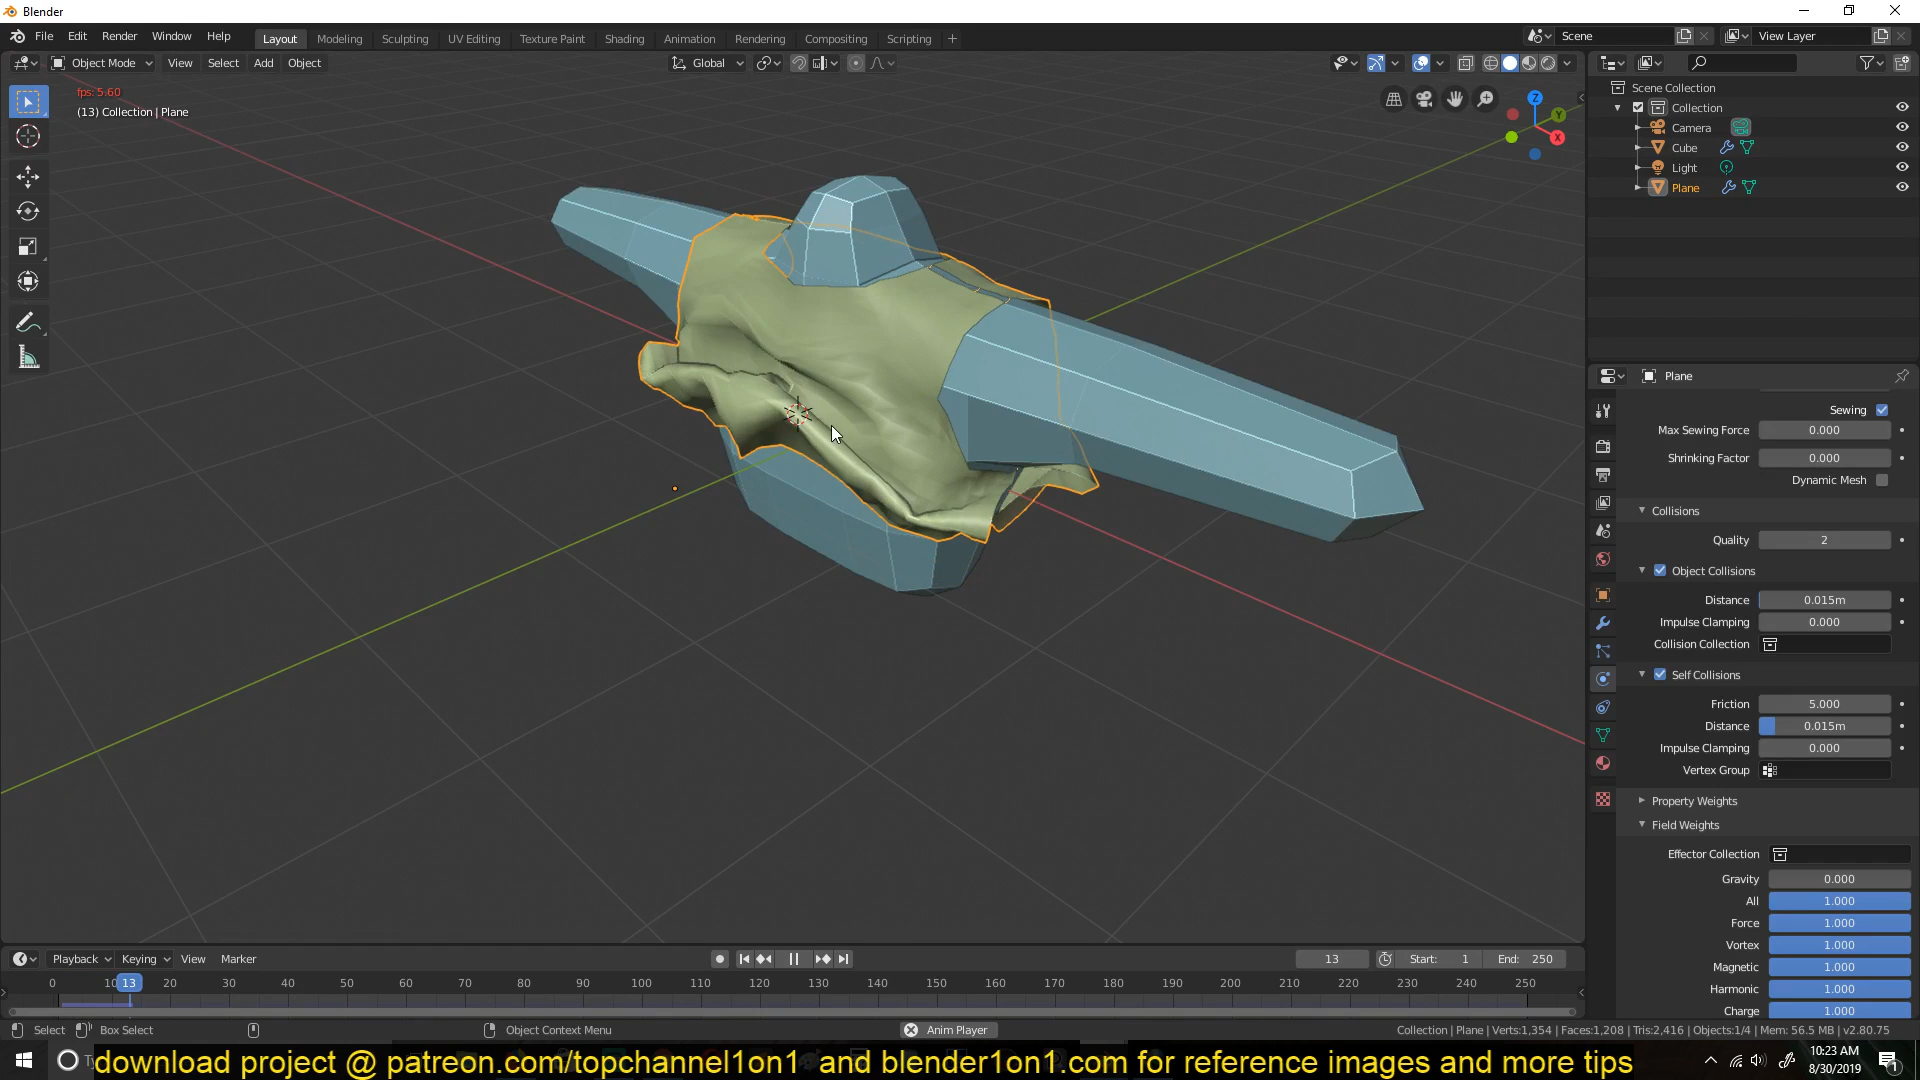 Blender
File Edit Render Window Help
Layout Modeling Sculpting UV Editing Texture Paint Shading Animation Rendering Compositing Scripting +
Scene
View Layer
Object Mode View Select Add Object
Global
fps: 5.60
(13) Collection | Plane
Z
Y
X
Scene Collection
Collection
Camera
Cube
Light
Plane
Plane
Sewing
Max Sewing Force 0.000
Shrinking Factor 0.000
Dynamic Mesh
Collisions
Quality 2
Object Collisions
Distance 0.015m
Impulse Clamping 0.000
Collision Collection
Self Collisions
Friction 5.000
Distance 0.015m
Impulse Clamping 0.000
Vertex Group
Property Weights
Field Weights
Effector Collection
Gravity 0.000
All 1.000
Force 1.000
Vortex 1.000
Magnetic 1.000
Harmonic 1.000
Charge 1.000
Playback Keying View Marker
13 Start: 1 End: 250
0 10 13 20 30 40 50 60 70 80 90 100 110 120 130 140 150 160 170 180 190 200 210 220 230 240 250
Select Box Select Object Context Menu Anim Player
Collection | Plane | Verts:1,354 | Faces:1,208 | Tris:2,416 | Objects:1/4 | Mem: 56.5 MB | v2.80.75
download project @ patreon.com/topchannel1on1 and blender1on1.com for reference images and more tips
10:23 AM
8/30/2019
1